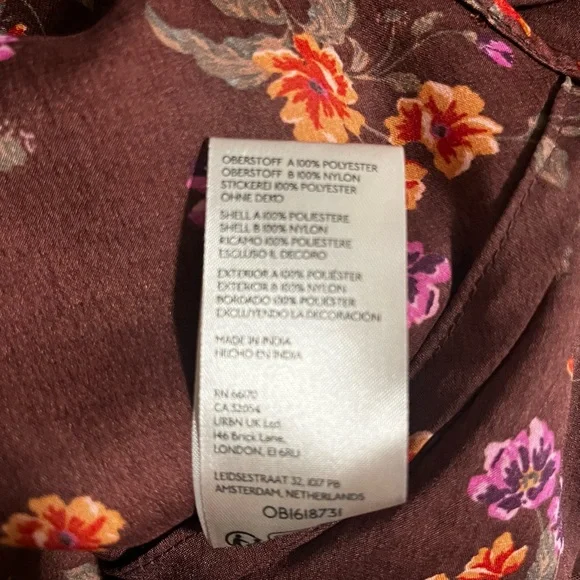 OBERSTOFF A 100% POLYESTER
OBERSTOFF B 100% NYLON
STICKEREI 100% POLYESTER
OHNE DEKO
SHELL A 100% POLIESTERE
SHELL B 100% NYLON
RICAMO 100% POLIESTERE
ESCLUSO IL DECORO
EXTERIOR A 100% POLIÉSTER
EXTERIOR B 100% NYLON
BORDADO 100% POLIÉSTER
EXCLUYENDO LA DECORACIÓN
MADE IN INDIA
HECHO EN INDIA
RN 66170
CA 32054
URBN UK Ltd.
146 Brick Lane,
LONDON, E1 6RU
LEIDSESTRAAT 32, 1017 PB
AMSTERDAM, NETHERLANDS
OB1618731